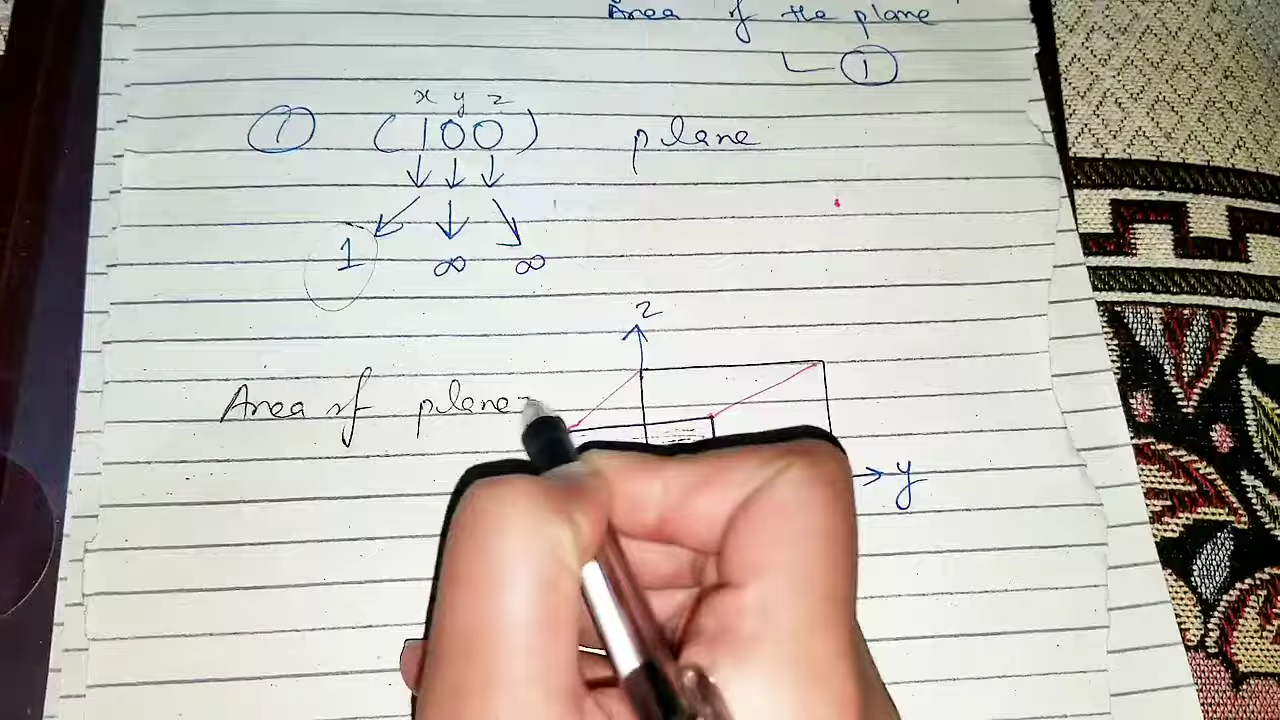 Area of the plane
1
x y z
1 (100) plane
1 ∞ ∞
z
Area of plane
y